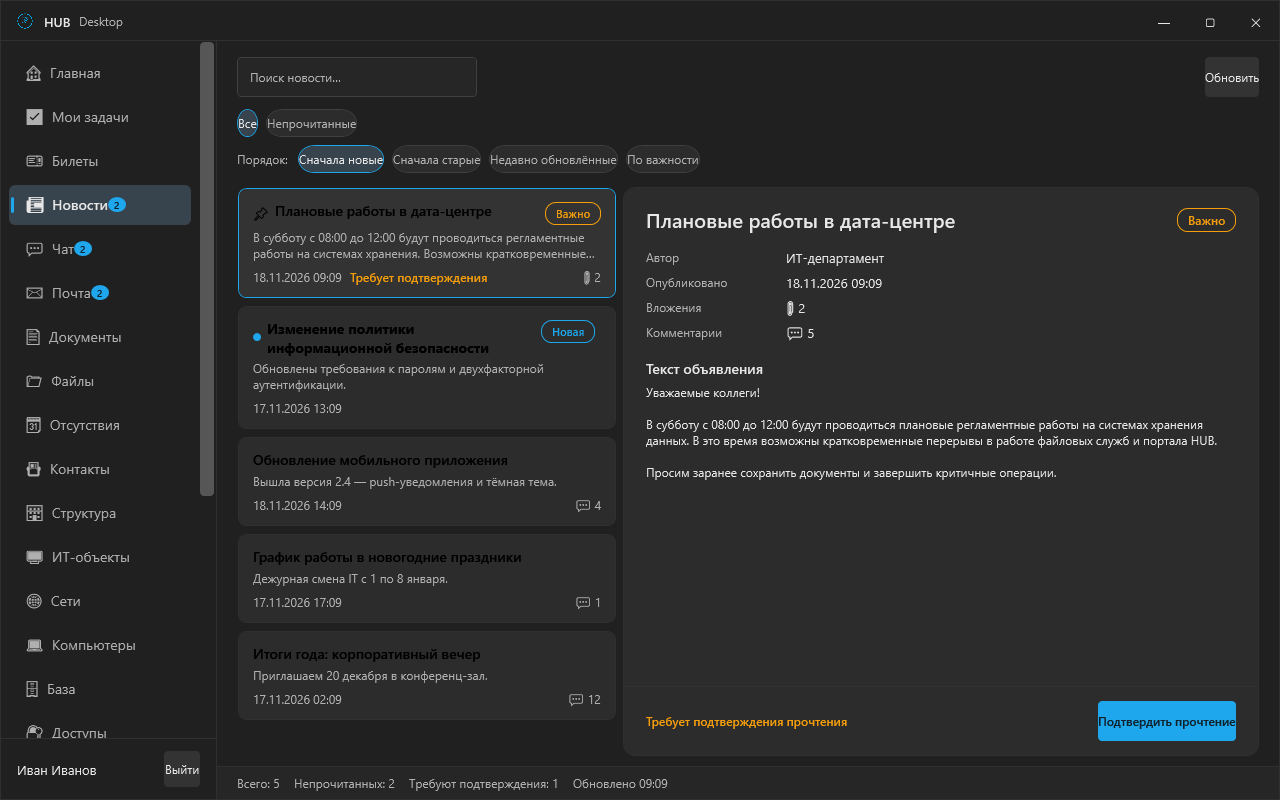 HUB Desktop
Главная
Мои задачи
Билеты
Новости 2
Чат 2
Почта 2
Документы
Файлы
31 Отсутствия
Контакты
Структура
ИТ-объекты
Сети
Компьютеры
База
Доступы
Иван Иванов
Выйти
Поиск новости...
Обновить
Все Непрочитанные
Порядок: Сначала новые Сначала старые Недавно обновлённые По важности
Плановые работы в дата-центре Важно
В субботу с 08:00 до 12:00 будут проводиться регламентные
работы на системах хранения. Возможны кратковременные...
18.11.2026 09:09 Требует подтверждения 2
Изменение политики
информационной безопасности
Новая
Обновлены требования к паролям и двухфакторной
аутентификации.
17.11.2026 13:09
Обновление мобильного приложения
Вышла версия 2.4 — push-уведомления и тёмная тема.
18.11.2026 14:09 4
График работы в новогодние праздники
Дежурная смена IT с 1 по 8 января.
17.11.2026 17:09 1
Итоги года: корпоративный вечер
Приглашаем 20 декабря в конференц-зал.
17.11.2026 02:09 12
Плановые работы в дата-центре Важно
Автор ИТ-департамент
Опубликовано 18.11.2026 09:09
Вложения 2
Комментарии 5
Текст объявления
Уважаемые коллеги!
В субботу с 08:00 до 12:00 будут проводиться плановые регламентные работы на системах хранения
данных. В это время возможны кратковременные перерывы в работе файловых служб и портала HUB.
Просим заранее сохранить документы и завершить критичные операции.
Требует подтверждения прочтения
Подтвердить прочтение
Всего: 5 Непрочитанных: 2 Требуют подтверждения: 1 Обновлено 09:09